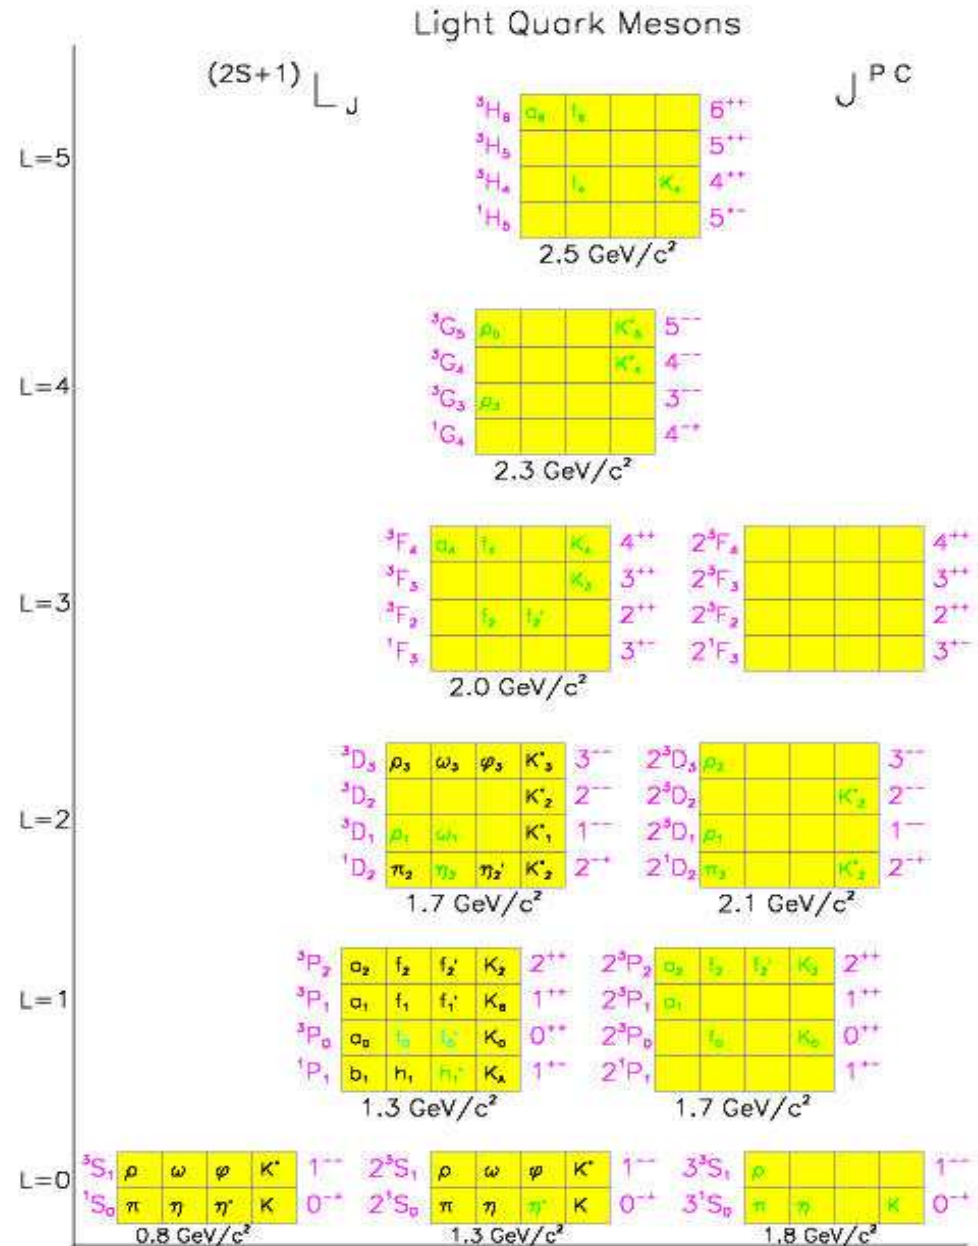 Light Quark Mesons
(2S+1) L J
J PC
L=5
³H₆ a₆ f₆ 6⁺⁺
³H₅ 5⁺⁺
³H₄ f₄ K₄ 4⁺⁺
¹H₅ 5⁺⁻
2.5 GeV/c²
L=4
³G₅ ρ₅ K*₅ 5⁻⁻
³G₄ K*₄ 4⁻⁻
³G₃ ρ₃ 3⁻⁻
¹G₄ 4⁻⁺
2.3 GeV/c²
L=3
³F₄ a₄ f₄ K₄ 4⁺⁺ 2³F₄ 4⁺⁺
³F₃ K₃ 3⁺⁺ 2³F₃ 3⁺⁺
³F₂ f₂ f₂' 2⁺⁺ 2³F₂ 2⁺⁺
¹F₃ 3⁺⁻ 2¹F₃ 3⁺⁻
2.0 GeV/c²
L=2
³D₃ ρ₃ ω₃ φ₃ K*₃ 3⁻⁻ 2³D₃ ρ₃ 3⁻⁻
³D₂ K*₂ 2⁻⁻ 2³D₂ K*₂ 2⁻⁻
³D₁ ρ₁ ω₁ K*₁ 1⁻⁻ 2³D₁ ρ₁ 1⁻⁻
¹D₂ π₂ η₂ η₂' K*₂ 2⁻⁺ 2¹D₂ π₂ K*₂ 2⁻⁺
1.7 GeV/c² 2.1 GeV/c²
L=1
³P₂ a₂ f₂ f₂' K₂ 2⁺⁺ 2³P₂ a₂ f₂ f₂' K₂ 2⁺⁺
³P₁ a₁ f₁ f₁' K_B 1⁺⁺ 2³P₁ a₁ 1⁺⁺
³P₀ a₀ f₀ f₀' K₀ 0⁺⁺ 2³P₀ f₀ K₀ 0⁺⁺
¹P₁ b₁ h₁ h₁' K_A 1⁺⁻ 2¹P₁ 1⁺⁻
1.3 GeV/c² 1.7 GeV/c²
L=0
³S₁ ρ ω φ K* 1⁻⁻ 2³S₁ ρ ω φ K* 1⁻⁻ 3³S₁ ρ 1⁻⁻
¹S₀ π η η' K 0⁻⁺ 2¹S₀ π η η' K 0⁻⁺ 3¹S₀ π η K 0⁻⁺
0.8 GeV/c² 1.3 GeV/c² 1.8 GeV/c²